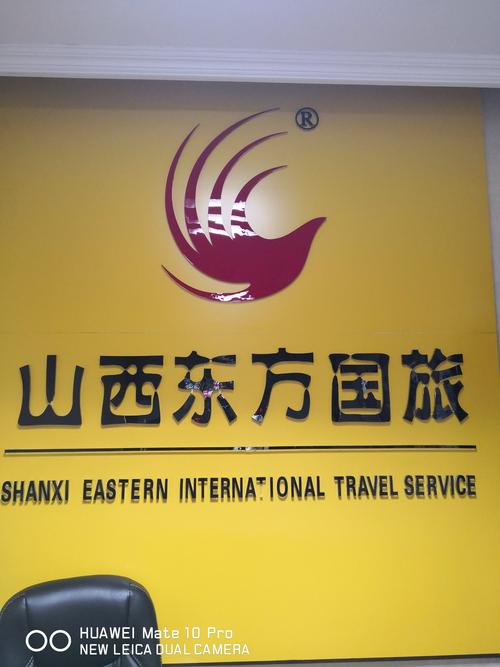 ®
山西东方国旅
SHANXI EASTERN INTERNATIONAL TRAVEL SERVICE
HUAWEI Mate 10 Pro
NEW LEICA DUAL CAMERA